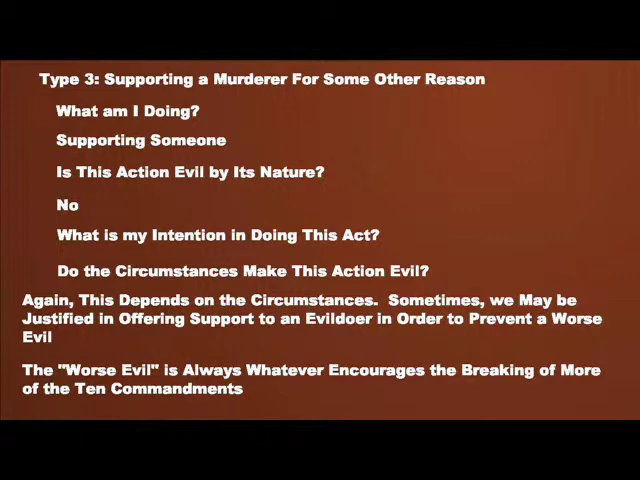 Type 3: Supporting a Murderer For Some Other Reason
What am I Doing?
Supporting Someone
Is This Action Evil by Its Nature?
No
What is my Intention in Doing This Act?
Do the Circumstances Make This Action Evil?
Again, This Depends on the Circumstances. Sometimes, we May be
Justified in Offering Support to an Evildoer in Order to Prevent a Worse
Evil
The "Worse Evil" is Always Whatever Encourages the Breaking of More
of the Ten Commandments